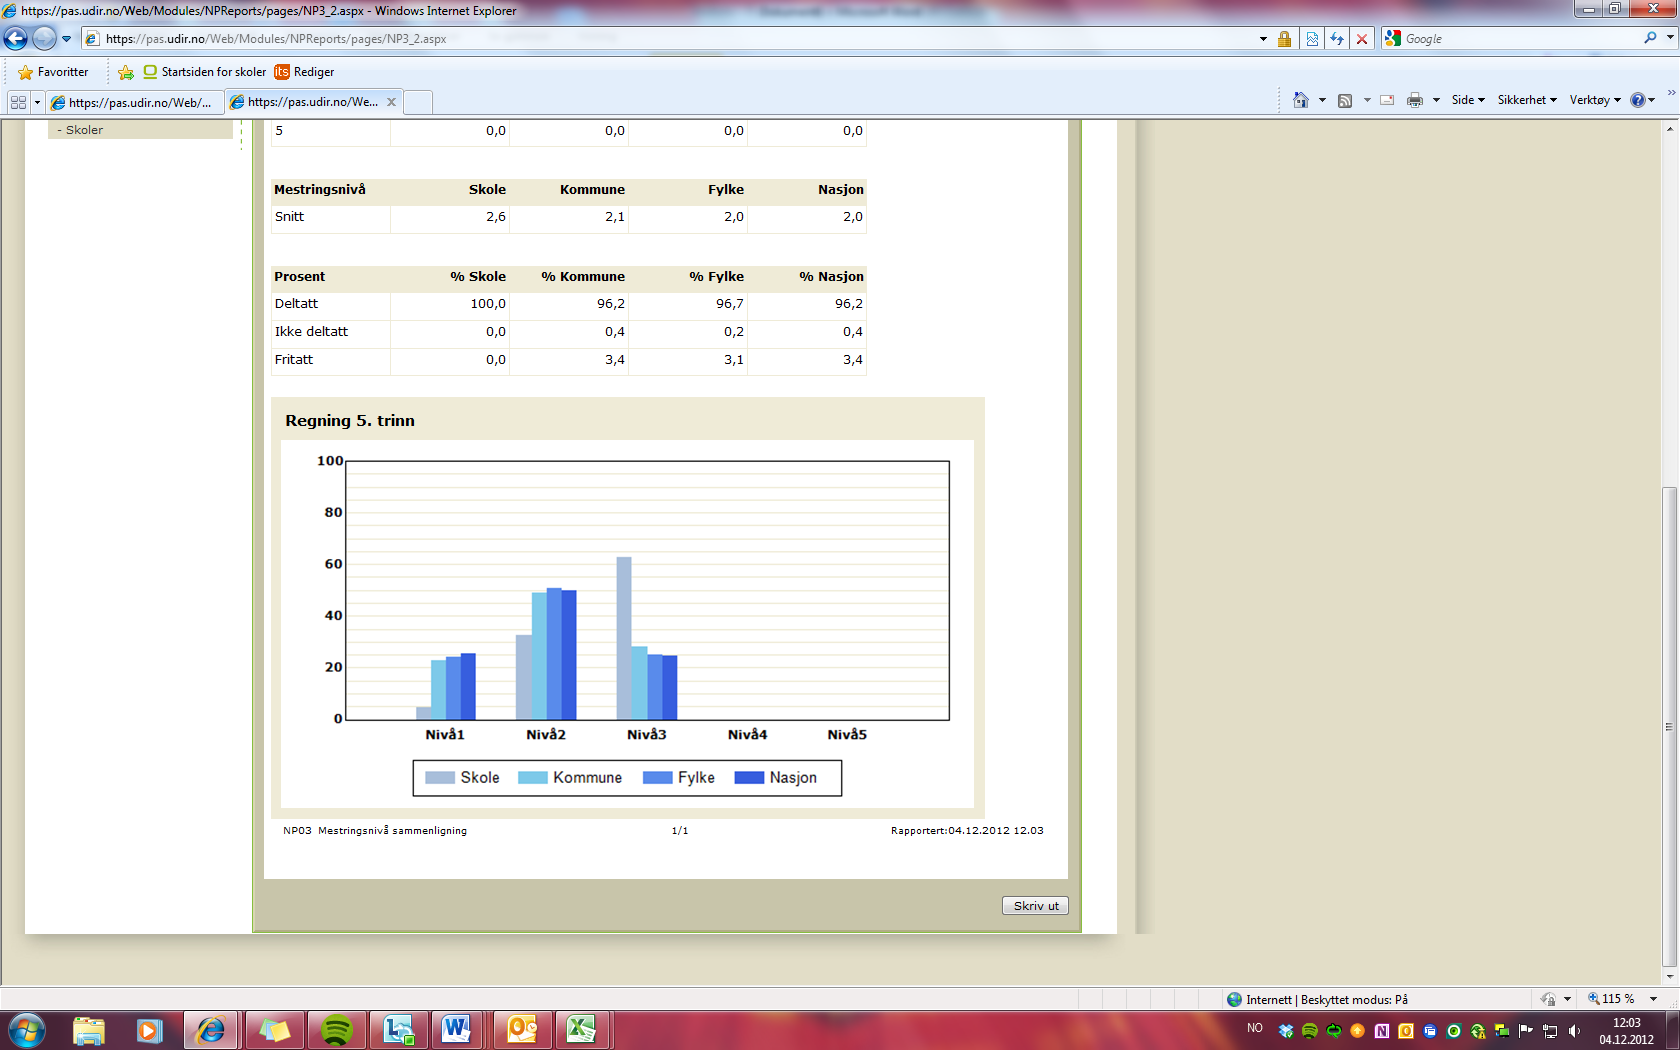 https://pas.udir.no/Web/Modules/NPReports/pages/NP3_2.aspx - Windows Internet Explorer
https://pas.udir.no/Web/Modules/NPReports/pages/NP3_2.aspx
Google
Favoritter
Startsiden for skoler
its
Rediger
https://pas.udir.no/Web/...
https://pas.udir.no/We...
Side
Sikkerhet
Verktøy
- Skoler
5 0,0 0,0 0,0 0,0
Mestringsnivå Skole Kommune Fylke Nasjon
Snitt 2,6 2,1 2,0 2,0
Prosent % Skole % Kommune % Fylke % Nasjon
Deltatt 100,0 96,2 96,7 96,2
Ikke deltatt 0,0 0,4 0,2 0,4
Fritatt 0,0 3,4 3,1 3,4
Regning 5. trinn
100
80
60
40
20
0
Nivå1 Nivå2 Nivå3 Nivå4 Nivå5
Skole Kommune Fylke Nasjon
NP03 Mestringsnivå sammenligning 1/1 Rapportert:04.12.2012 12.03
Skriv ut
Internett | Beskyttet modus: På
115 %
NO
12:03
04.12.2012